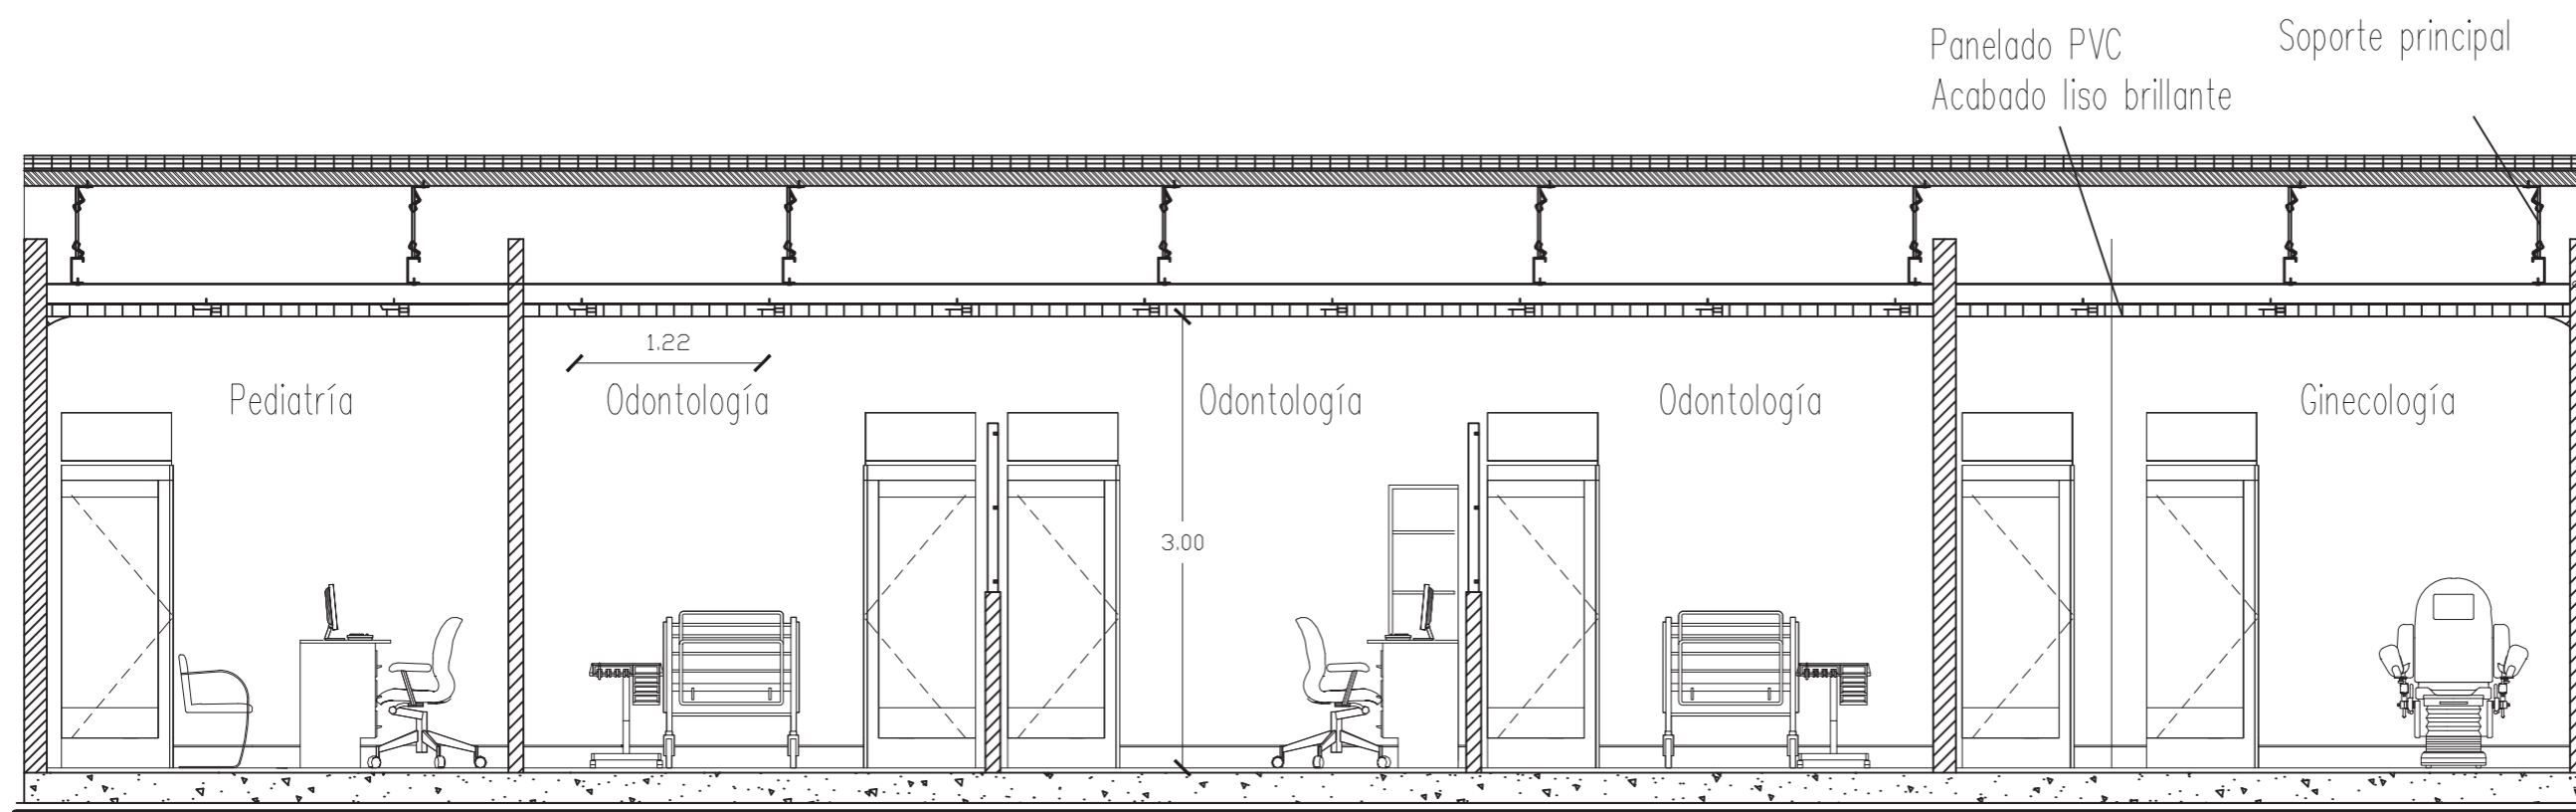 Panelado PVC
Acabado liso brillante
Soporte principal
1.22
Pediatría
Odontología
Odontología
Odontología
Ginecología
3.00